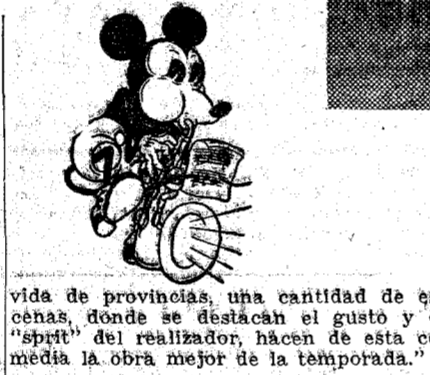 vida de provincias, una cantidad de e
cenas, donde se destacan el gusto y
"sprit" del realizador, hacen de esta c
media la obra mejor de la temporada."